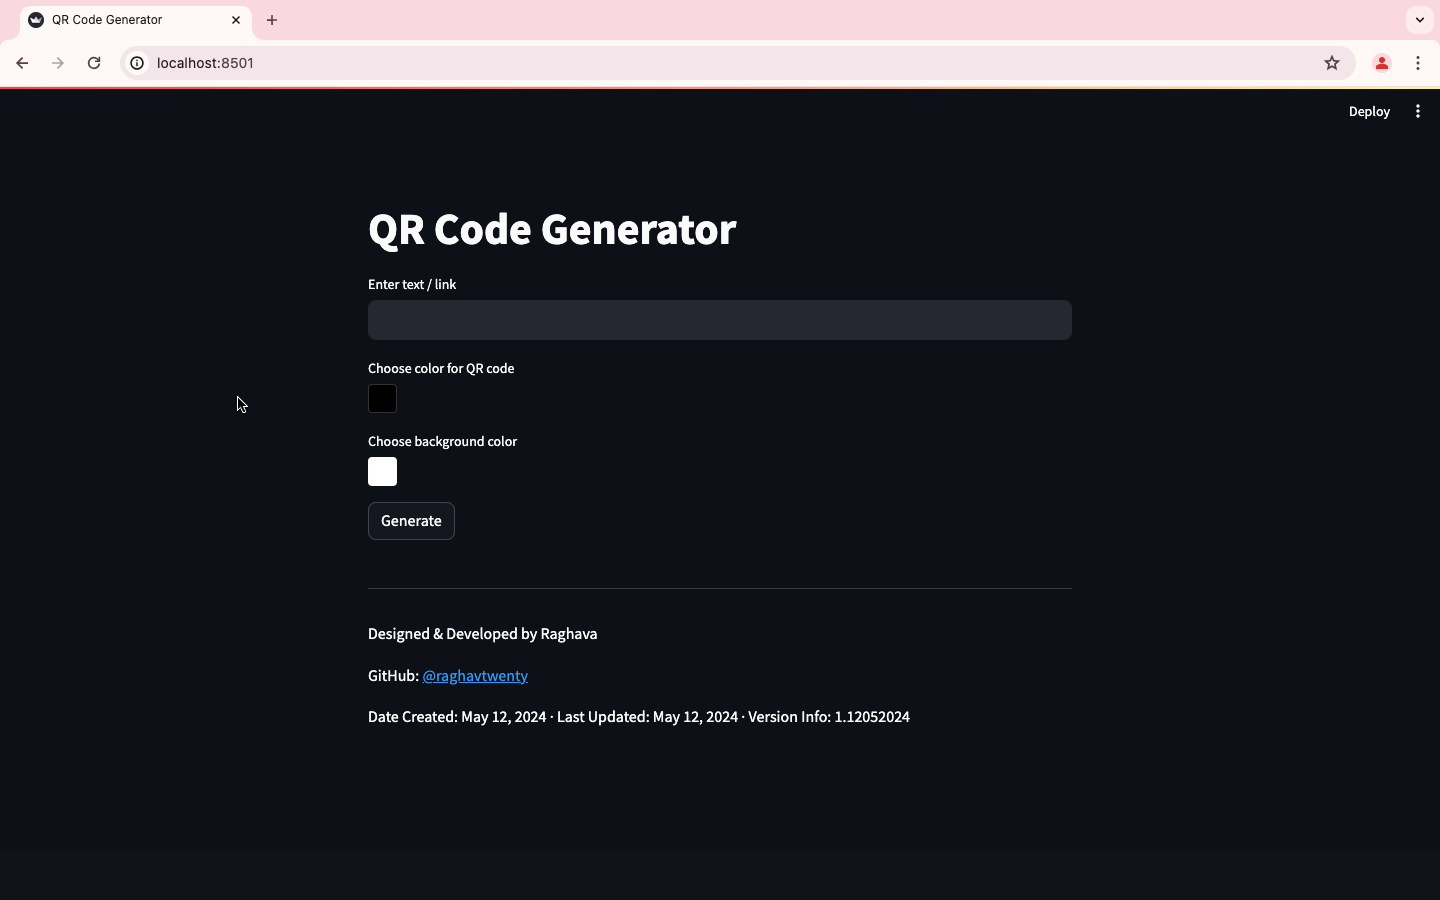 QR Code Generator
localhost:8501
Deploy
QR Code Generator
Enter text / link
Choose color for QR code
Choose background color
Generate
Designed & Developed by Raghava
GitHub: @raghavtwenty
Date Created: May 12, 2024 · Last Updated: May 12, 2024 · Version Info: 1.12052024